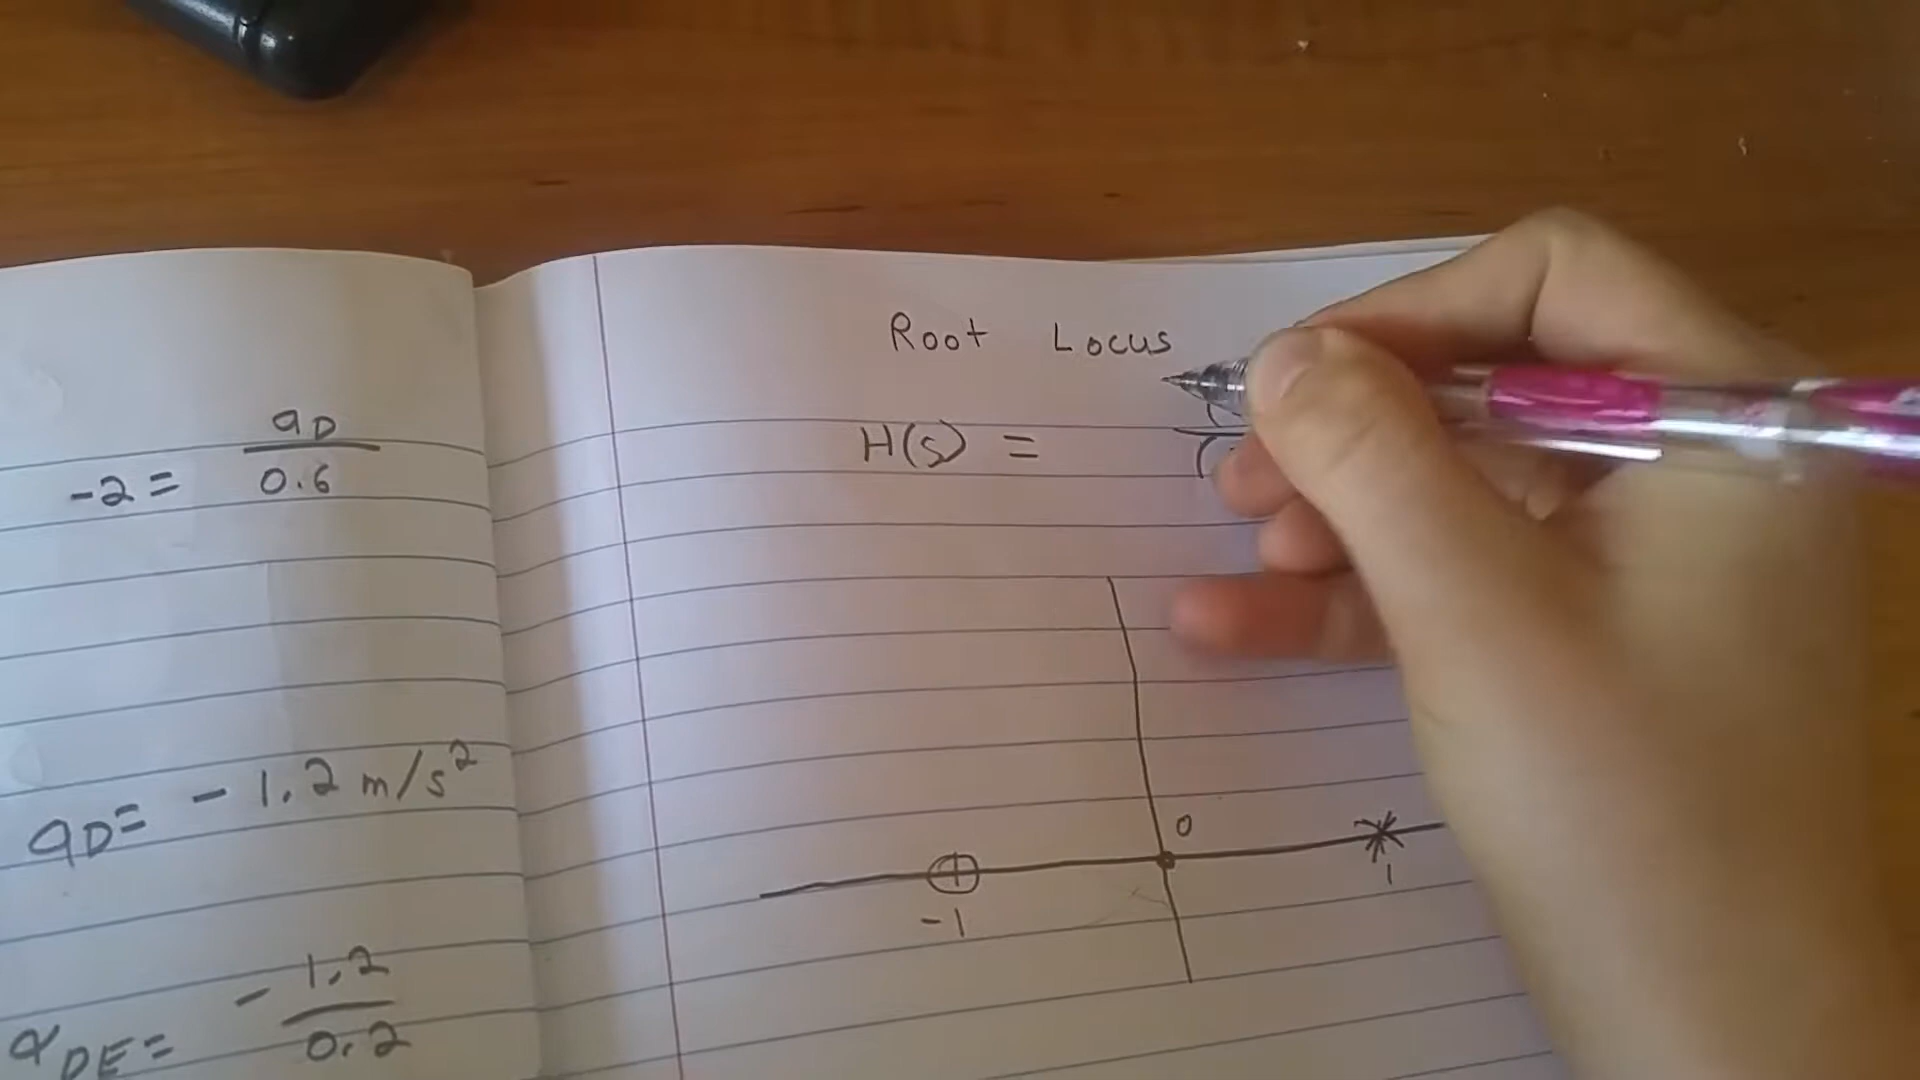 -2 = aD / 0.6
aD = -1.2 m/s²
αDE = -1.2 / 0.2
Root Locus
H(s) =
0
-1
1